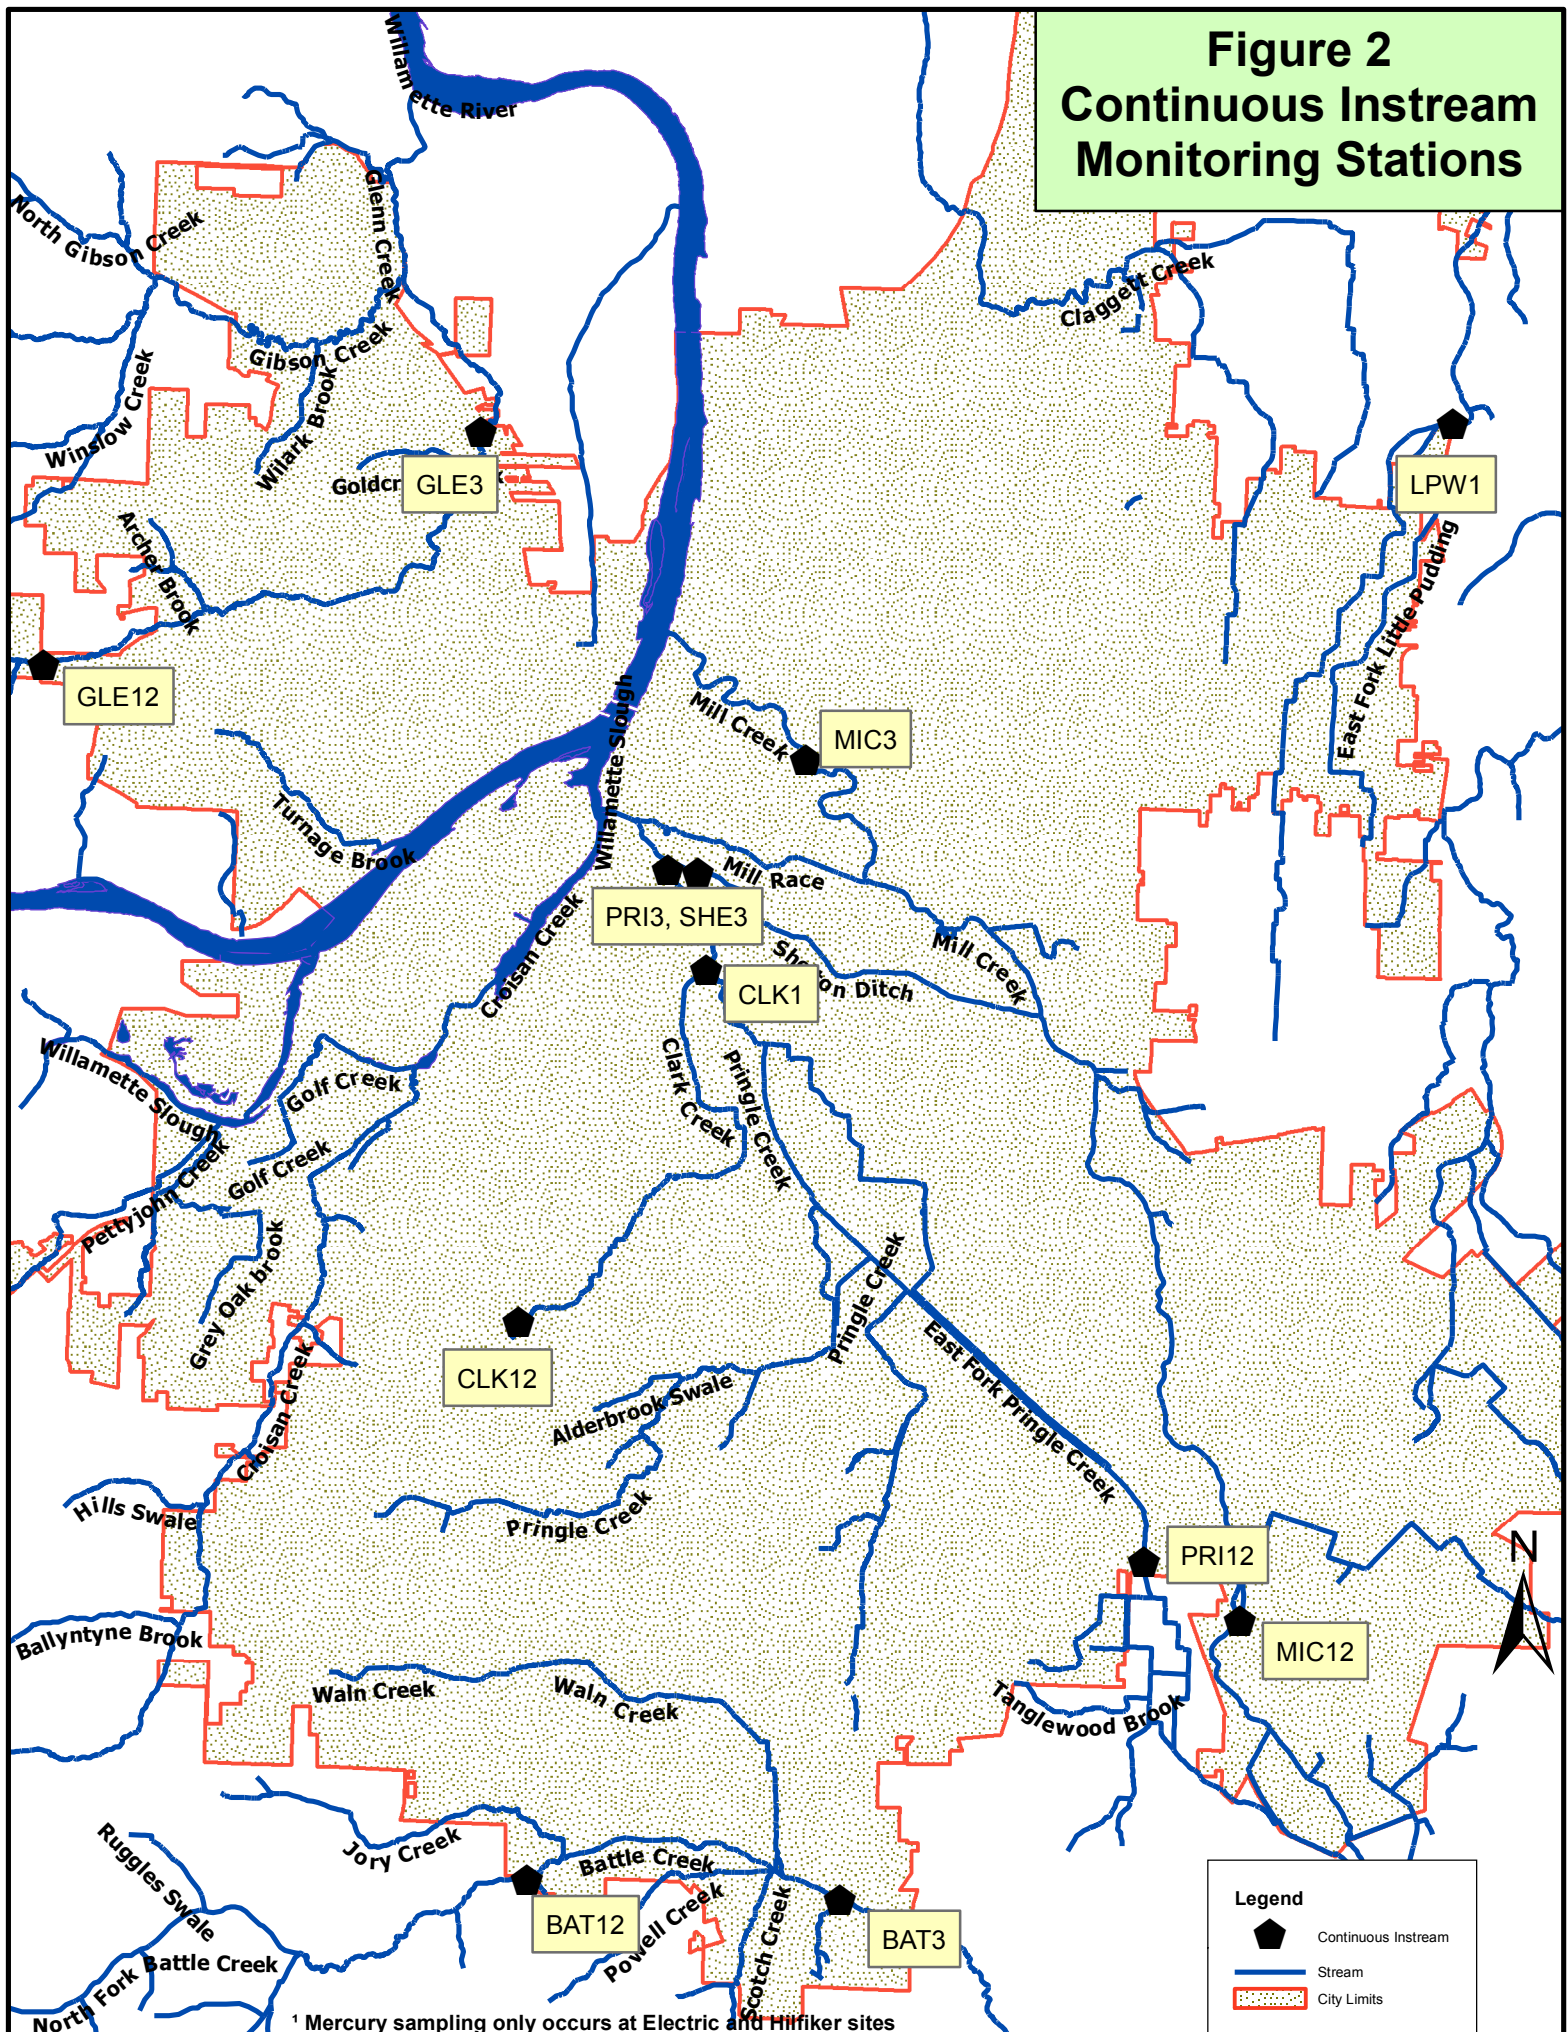 Figure 2
Continuous Instream
Monitoring Stations
Willamette River
North Gibson Creek
Glenn Creek
Claggett Creek
Gibson Creek
Winslow Creek
Wilark Brook
Goldcr
GLE3
LPW1
Archer Brook
East Fork Little Pudding
GLE12
Willamette Slough
Mill Creek
MIC3
Turnage Brook
Mill Race
PRI3, SHE3
Croisan Creek
Mill Creek
Sh on Ditch
CLK1
Willamette Slough
Golf Creek
Clark Creek
Pringle Creek
Golf Creek
Pettyjohn Creek
Grey Oak brook
Pringle Creek
CLK12
East Fork Pringle Creek
Alderbrook Swale
Croisan Creek
Hills Swale
Pringle Creek
PRI12
N
Ballyntyne Brook
MIC12
Waln Creek
Waln Creek
Tanglewood Brook
Jory Creek
Ruggles Swale
Battle Creek
BAT12
Powell Creek
Scotch Creek
BAT3
North Fork Battle Creek
Legend
Continuous Instream
Stream
City Limits
¹ Mercury sampling only occurs at Electric and Hilfiker sites